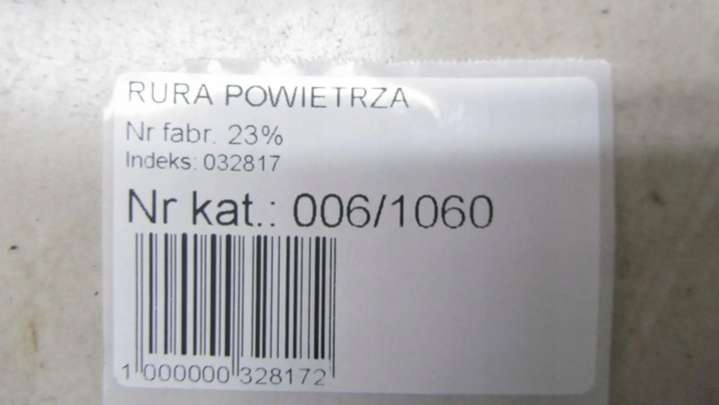 RURA POWIETRZA
Nr fabr. 23%
Indeks: 032817
Nr kat.: 006/1060
1 000000 328172